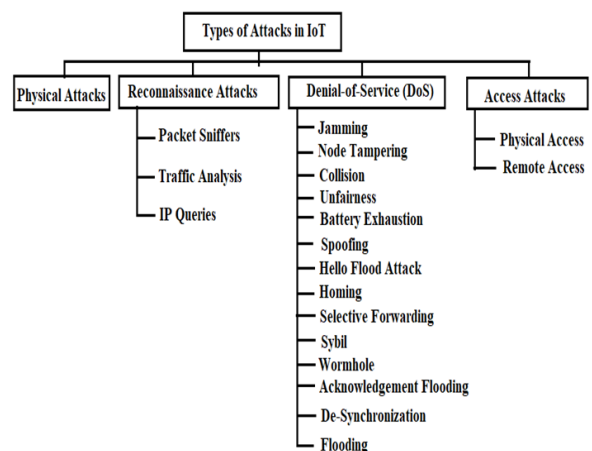 Types of Attacks in IoT
Physical Attacks
Reconnaissance Attacks
Packet Sniffers
Traffic Analysis
IP Queries
Denial-of-Service (DoS)
Jamming
Node Tampering
Collision
Unfairness
Battery Exhaustion
Spoofing
Hello Flood Attack
Homing
Selective Forwarding
Sybil
Wormhole
Acknowledgement Flooding
De-Synchronization
Flooding
Access Attacks
Physical Access
Remote Access